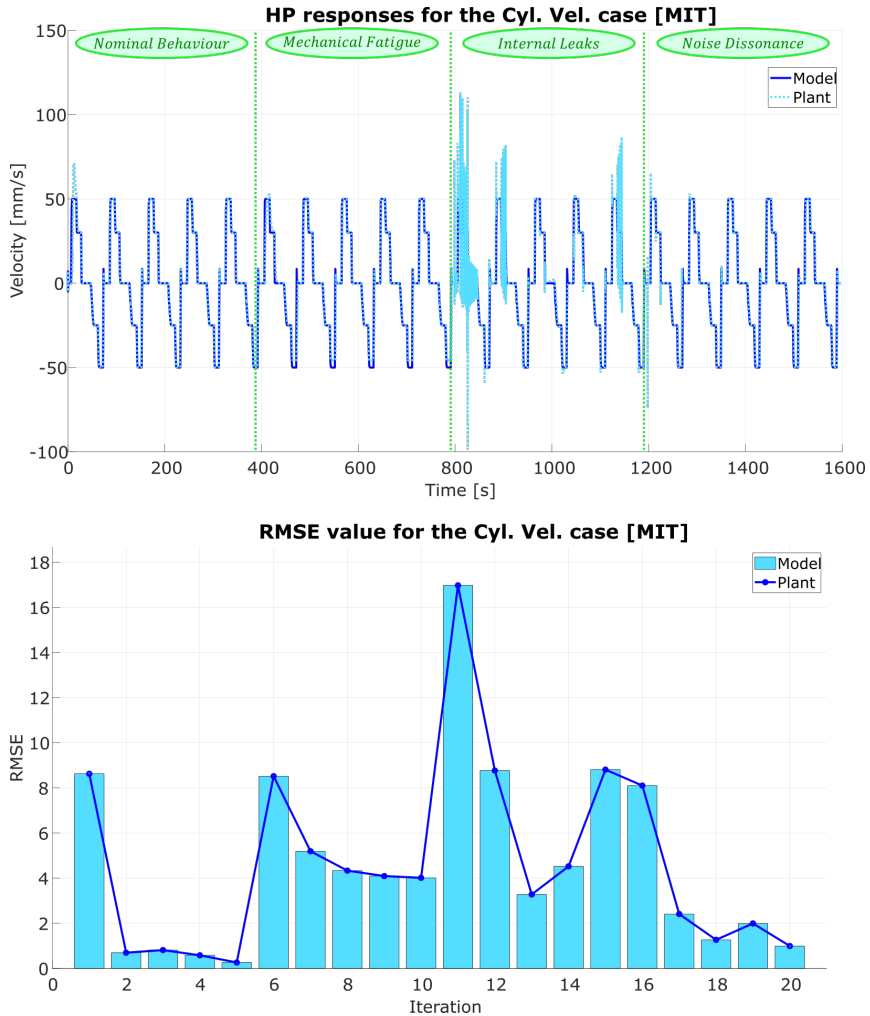 HP responses for the Cyl. Vel. case [MIT]
Nominal Behaviour
Mechanical Fatigue
Internal Leaks
Noise Dissonance
Model
Plant
Velocity [mm/s]
150
100
50
0
-50
-100
0 200 400 600 800 1000 1200 1400 1600
Time [s]
RMSE value for the Cyl. Vel. case [MIT]
Model
Plant
RMSE
18
16
14
12
10
8
6
4
2
0
0 2 4 6 8 10 12 14 16 18 20
Iteration